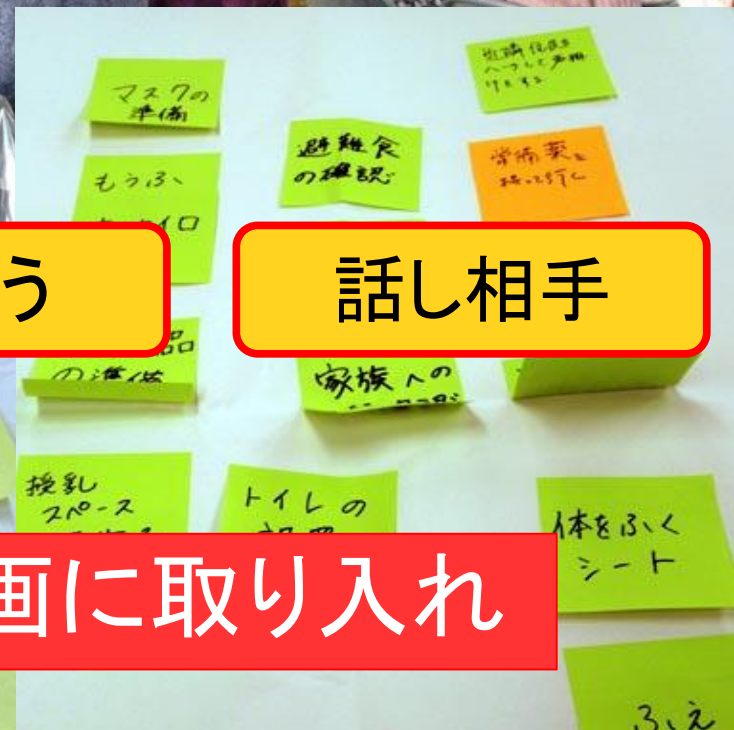 マスクの
準備
避難食
の確認
常備薬を
持って行く
もうふ、
う
話し相手
品
の準備
家族への
授乳
スペース
トイレの
体をふく
シート
画に取り入れ
ふえ